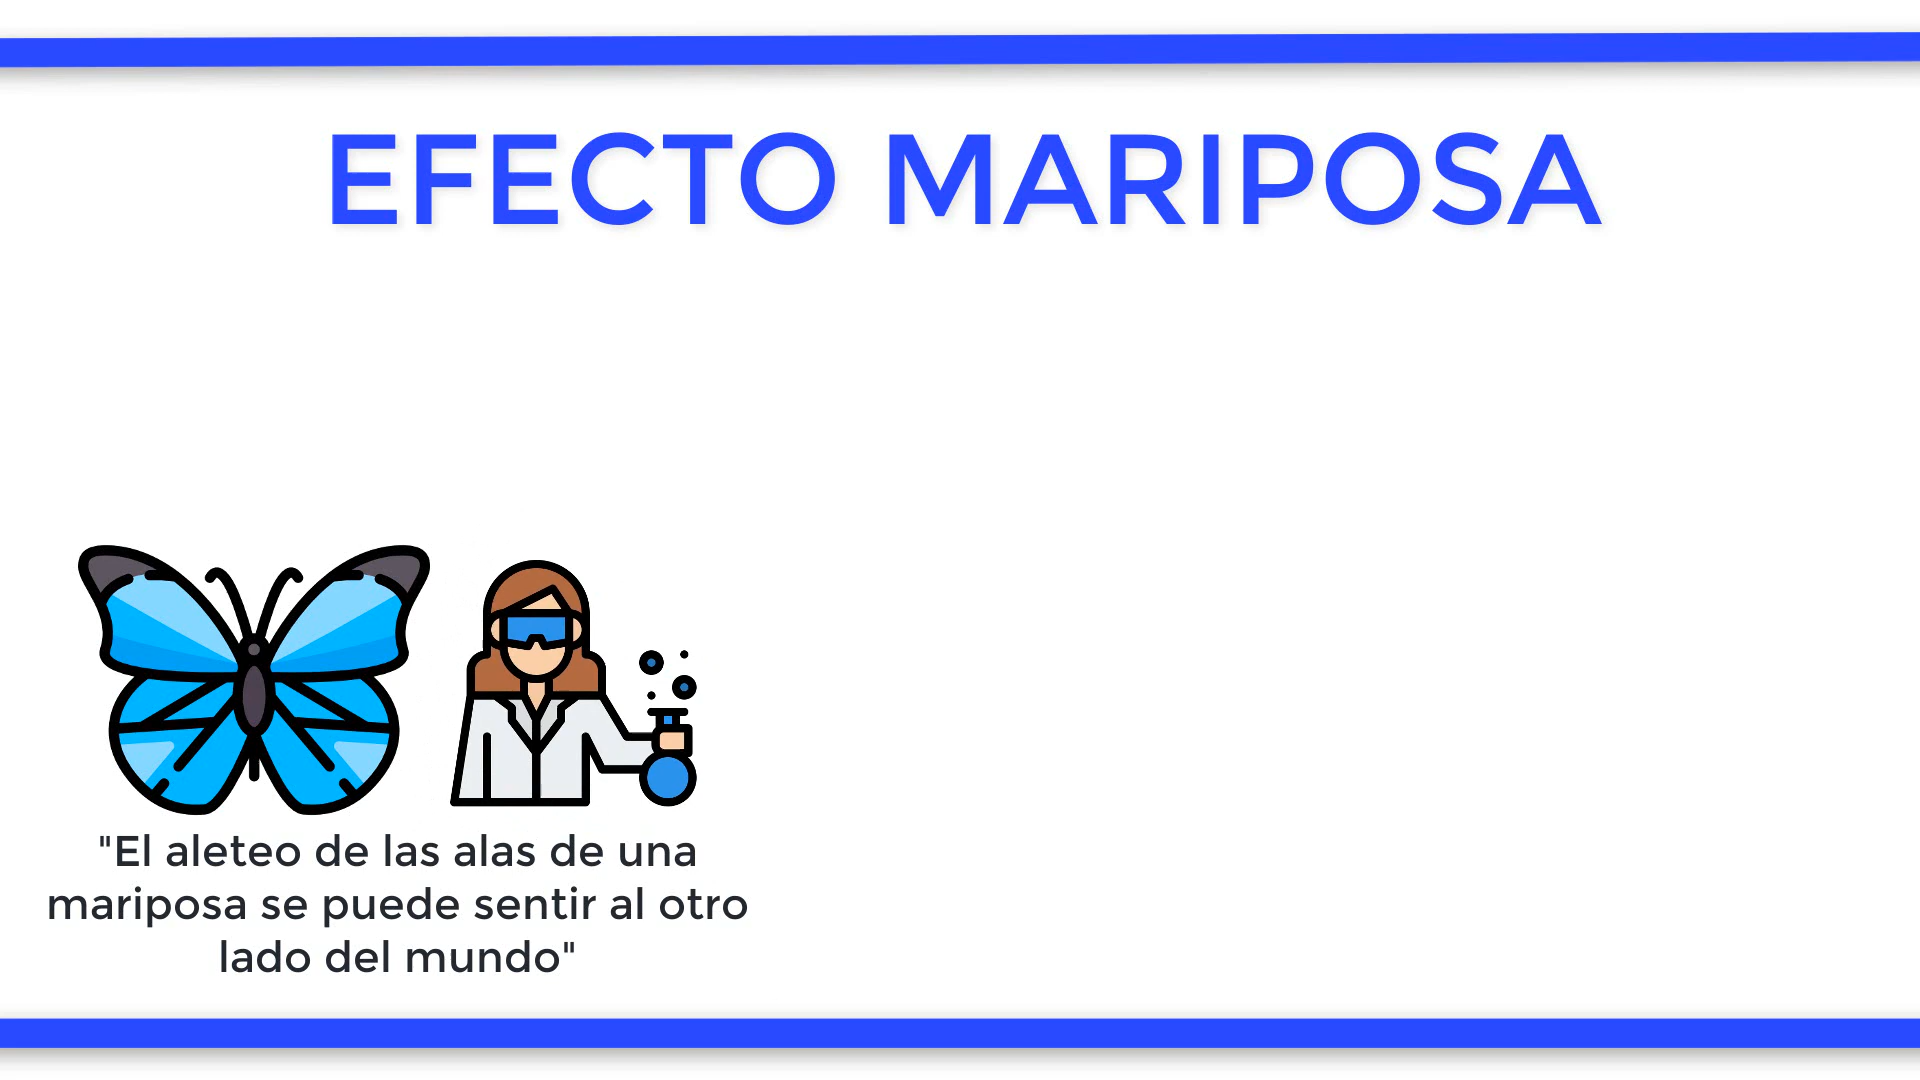 EFECTO MARIPOSA
"El aleteo de las alas de una
mariposa se puede sentir al otro
lado del mundo"